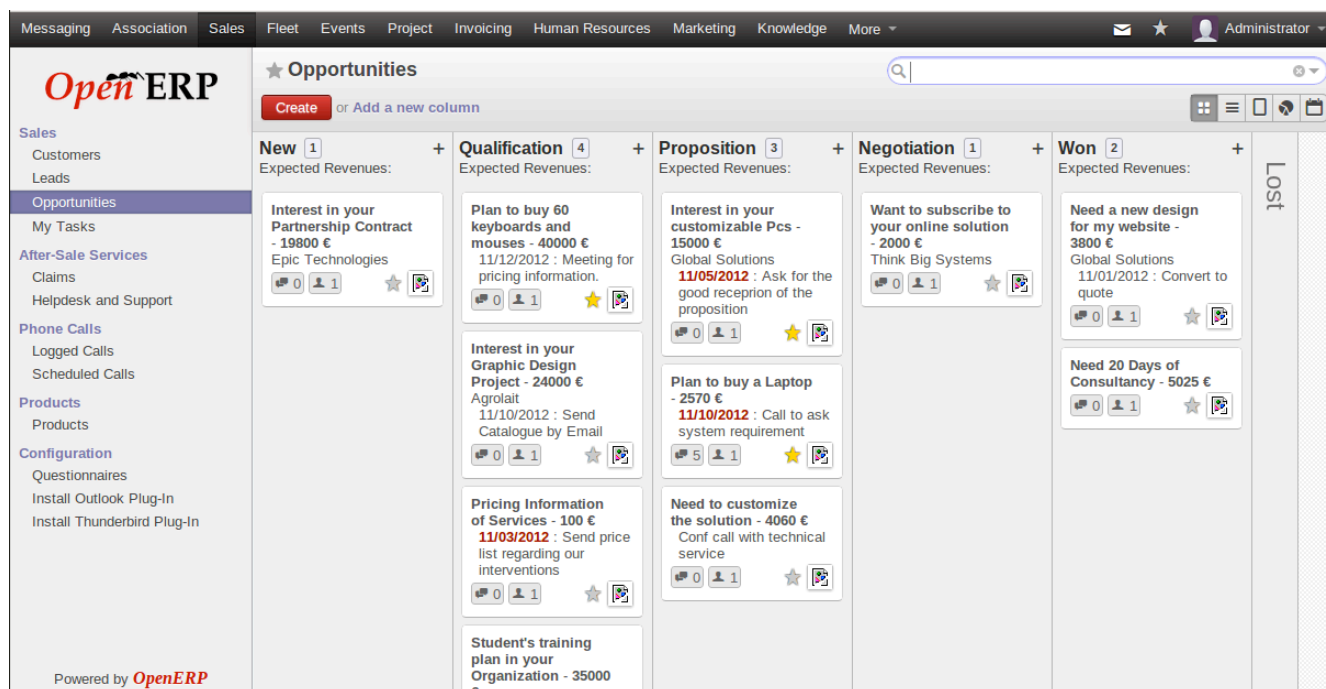 Messaging Association Sales Fleet Events Project Invoicing Human Resources Marketing Knowledge More Administrator
Open ERP
Sales
Customers
Leads
Opportunities
My Tasks
After-Sale Services
Claims
Helpdesk and Support
Phone Calls
Logged Calls
Scheduled Calls
Products
Products
Configuration
Questionnaires
Install Outlook Plug-In
Install Thunderbird Plug-In
Powered by OpenERP
Opportunities
Create or Add a new column
New 1 +
Expected Revenues:
Interest in your
Partnership Contract
- 19800 €
Epic Technologies
0 1
Qualification 4 +
Expected Revenues:
Plan to buy 60
keyboards and
mouses - 40000 €
11/12/2012 : Meeting for
pricing information.
0 1
Interest in your
Graphic Design
Project - 24000 €
Agrolait
11/10/2012 : Send
Catalogue by Email
0 1
Pricing Information
of Services - 100 €
11/03/2012 : Send price
list regarding our
interventions
0 1
Student's training
plan in your
Organization - 35000
Proposition 3 +
Expected Revenues:
Interest in your
customizable Pcs -
15000 €
Global Solutions
11/05/2012 : Ask for the
good receprion of the
proposition
0 1
Plan to buy a Laptop
- 2570 €
11/10/2012 : Call to ask
system requirement
5 1
Need to customize
the solution - 4060 €
Conf call with technical
service
0 1
Negotiation 1 +
Expected Revenues:
Want to subscribe to
your online solution
- 2000 €
Think Big Systems
0 1
Won 2 +
Expected Revenues:
Need a new design
for my website -
3800 €
Global Solutions
11/01/2012 : Convert to
quote
0 1
Need 20 Days of
Consultancy - 5025 €
0 1
Lost